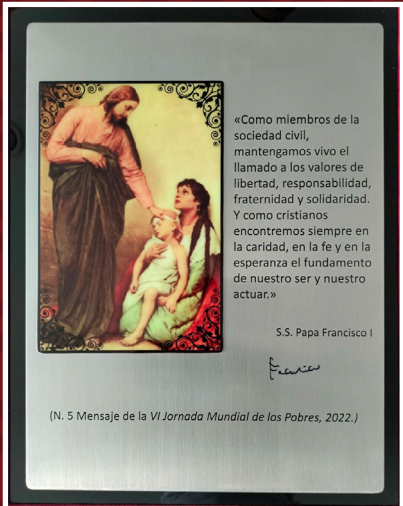 «Como miembros de la
sociedad civil,
mantengamos vivo el
llamado a los valores de
libertad, responsabilidad,
fraternidad y solidaridad.
Y como cristianos
encontremos siempre en
la caridad, en la fe y en la
esperanza el fundamento
de nuestro ser y nuestro
actuar.»
S.S. Papa Francisco I
(N. 5 Mensaje de la VI Jornada Mundial de los Pobres, 2022.)